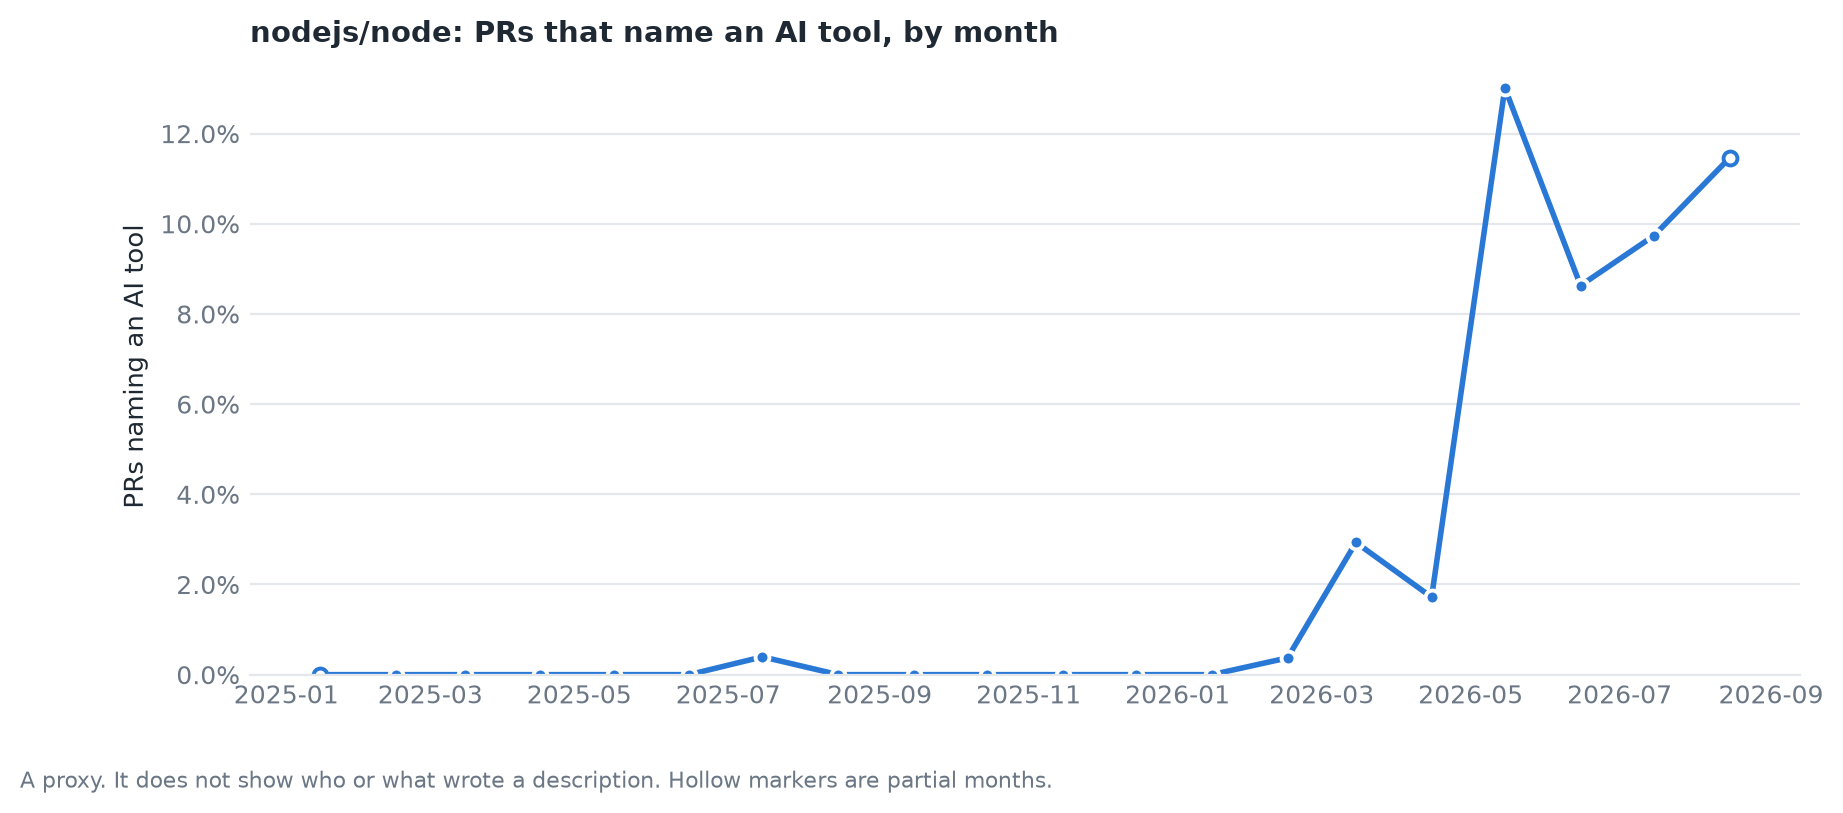 nodejs/node: PRs that name an AI tool, by month
PRs naming an AI tool
12.0%
10.0%
8.0%
6.0%
4.0%
2.0%
0.0%
2025-01 2025-03 2025-05 2025-07 2025-09 2025-11 2026-01 2026-03 2026-05 2026-07 2026-09
A proxy. It does not show who or what wrote a description. Hollow markers are partial months.